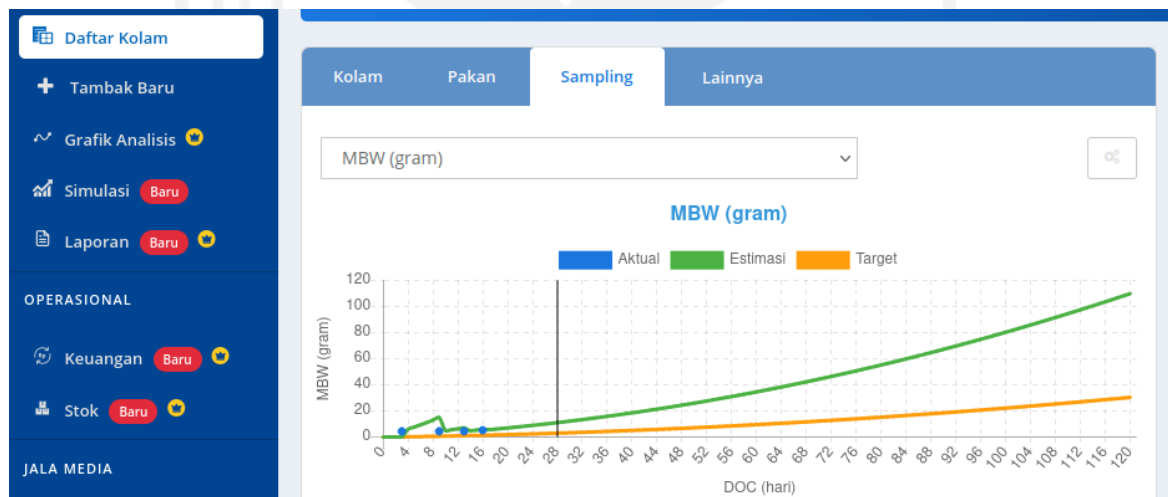 Daftar Kolam
Tambak Baru
Grafik Analisis
Simulasi Baru
Laporan Baru
OPERASIONAL
Keuangan Baru
Stok Baru
JALA MEDIA
Kolam Pakan Sampling Lainnya
MBW (gram)
MBW (gram)
Aktual Estimasi Target
MBW (gram)
120
100
80
60
40
20
0
0 4 8 12 16 20 24 28 32 36 40 44 48 52 56 60 64 68 72 76 80 84 88 92 96 100 104 108 112 116 120
DOC (hari)